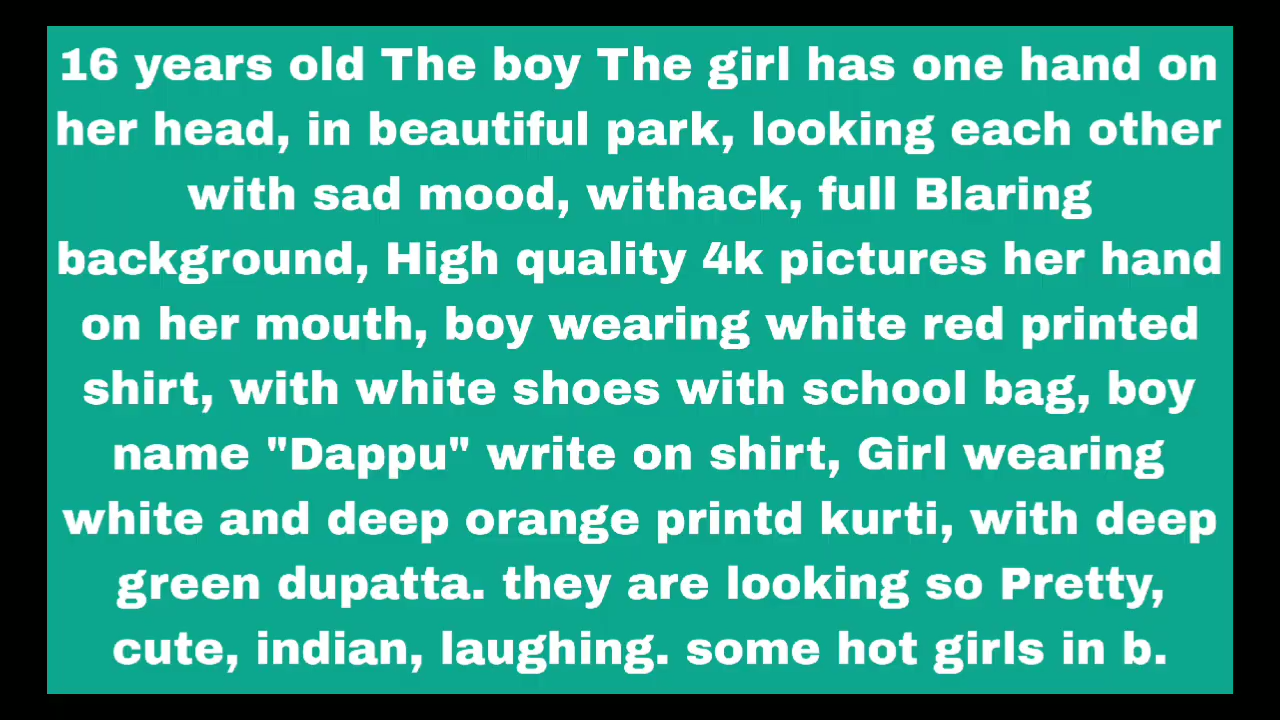 16 years old The boy The girl has one hand on
her head, in beautiful park, looking each other
with sad mood, withack, full Blaring
background, High quality 4k pictures her hand
on her mouth, boy wearing white red printed
shirt, with white shoes with school bag, boy
name "Dappu" write on shirt, Girl wearing
white and deep orange printd kurti, with deep
green dupatta. they are looking so Pretty,
cute, indian, laughing. some hot girls in b.